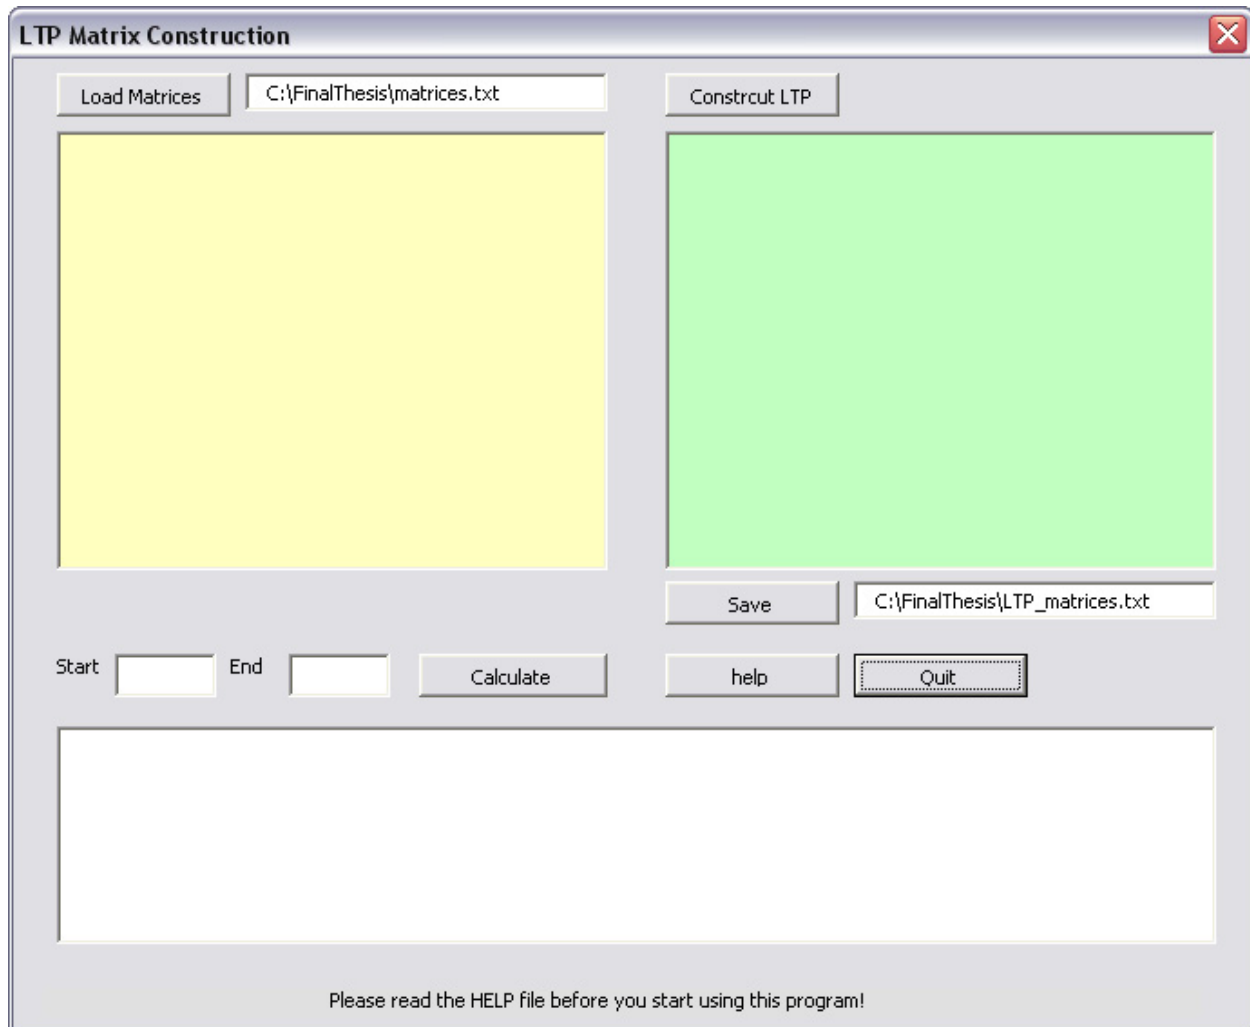 LTP Matrix Construction
Load Matrices C:\FinalThesis\matrices.txt Constrcut LTP
Save C:\FinalThesis\LTP_matrices.txt
Start End Calculate help Quit
Please read the HELP file before you start using this program!